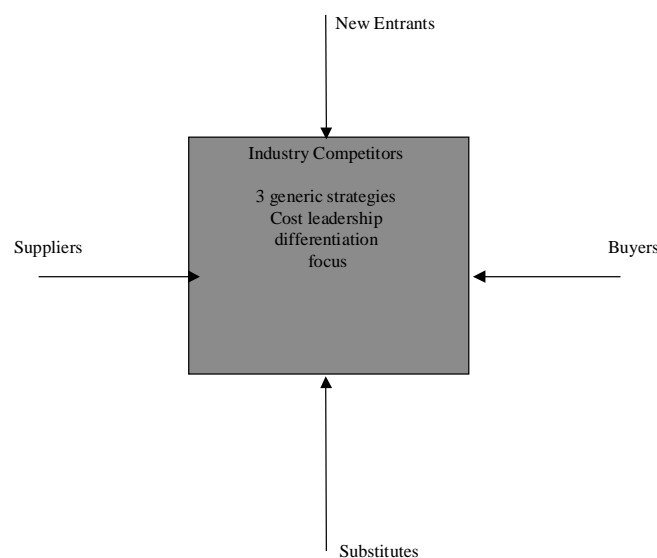 New Entrants
Industry Competitors
3 generic strategies
Cost leadership
differentiation
focus
Suppliers
Buyers
Substitutes